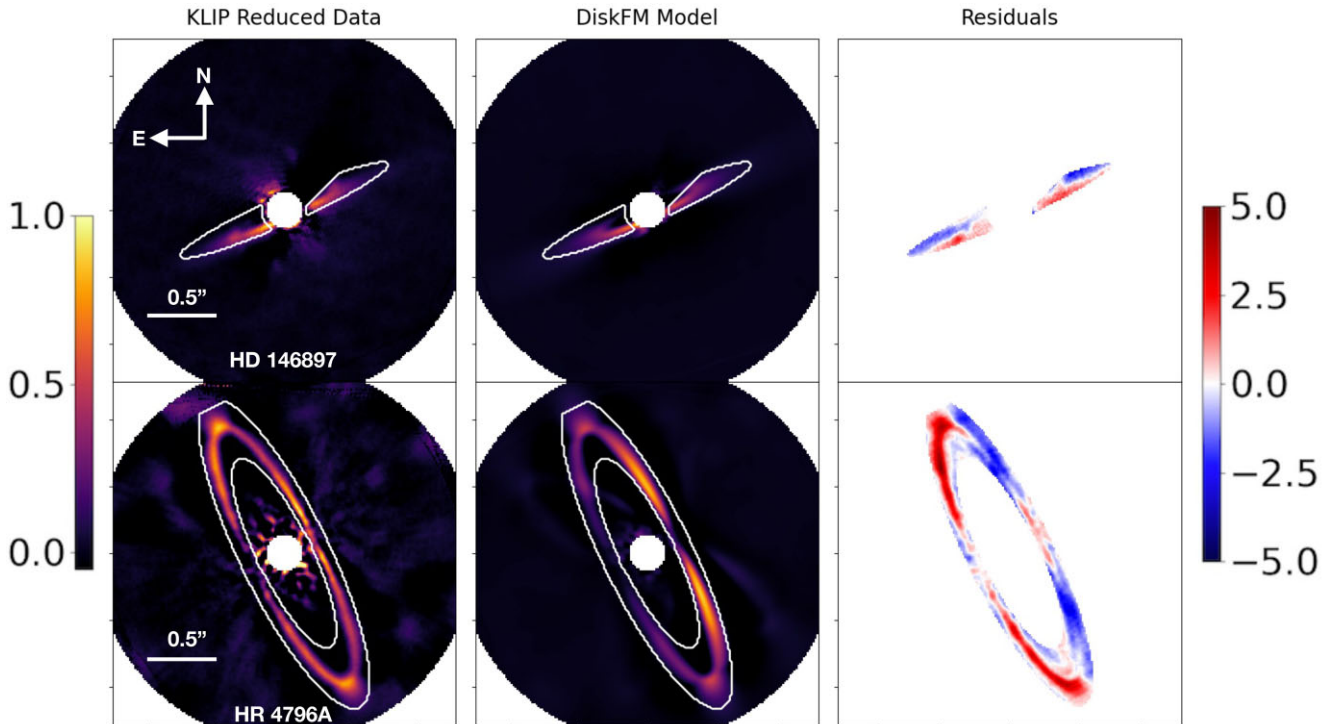 KLIP Reduced Data DiskFM Model Residuals
N
E
0.5”
HD 146897
1.0
0.5
0.0
5.0
2.5
0.0
−2.5
−5.0
0.5”
HR 4796A